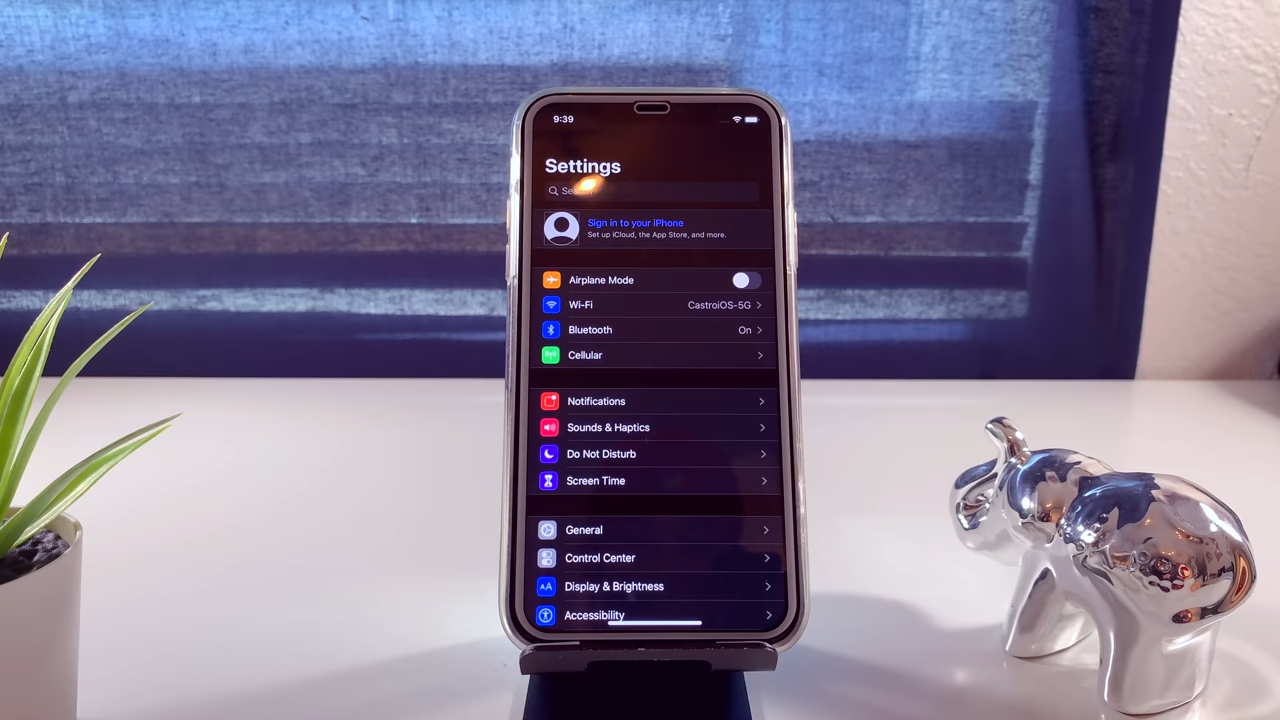 9:39
Settings
Sign in to your iPhone
Set up iCloud, the App Store, and more.
Airplane Mode
Wi-Fi CastroiOS-5G
Bluetooth On
Cellular
Notifications
Sounds & Haptics
Do Not Disturb
Screen Time
General
Control Center
AA Display & Brightness
Accessibility